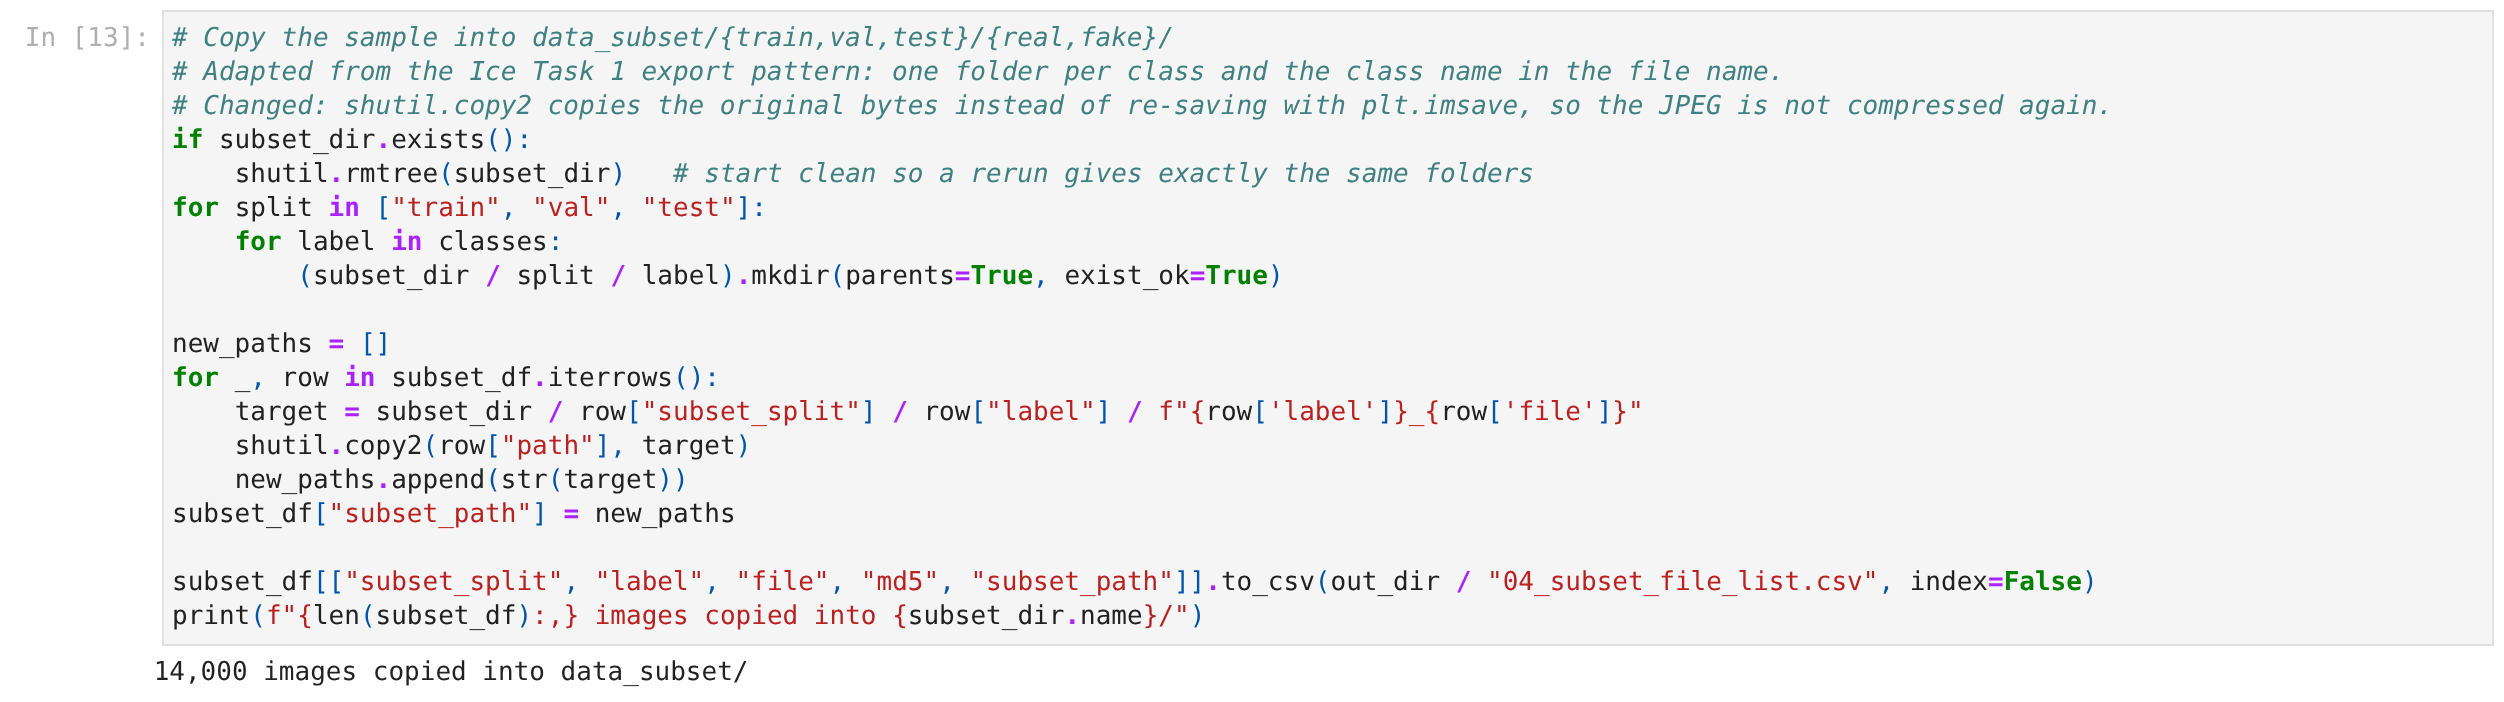 In [13]:
# Copy the sample into data_subset/{train,val,test}/{real,fake}/
# Adapted from the Ice Task 1 export pattern: one folder per class and the class name in the file name.
# Changed: shutil.copy2 copies the original bytes instead of re-saving with plt.imsave, so the JPEG is not compressed again.
if subset_dir.exists():
    shutil.rmtree(subset_dir)   # start clean so a rerun gives exactly the same folders
for split in ["train", "val", "test"]:
    for label in classes:
        (subset_dir / split / label).mkdir(parents=True, exist_ok=True)

new_paths = []
for _, row in subset_df.iterrows():
    target = subset_dir / row["subset_split"] / row["label"] / f"{row['label']}_{row['file']}"
    shutil.copy2(row["path"], target)
    new_paths.append(str(target))
subset_df["subset_path"] = new_paths

subset_df[["subset_split", "label", "file", "md5", "subset_path"]].to_csv(out_dir / "04_subset_file_list.csv", index=False)
print(f"{len(subset_df):,} images copied into {subset_dir.name}/")
14,000 images copied into data_subset/